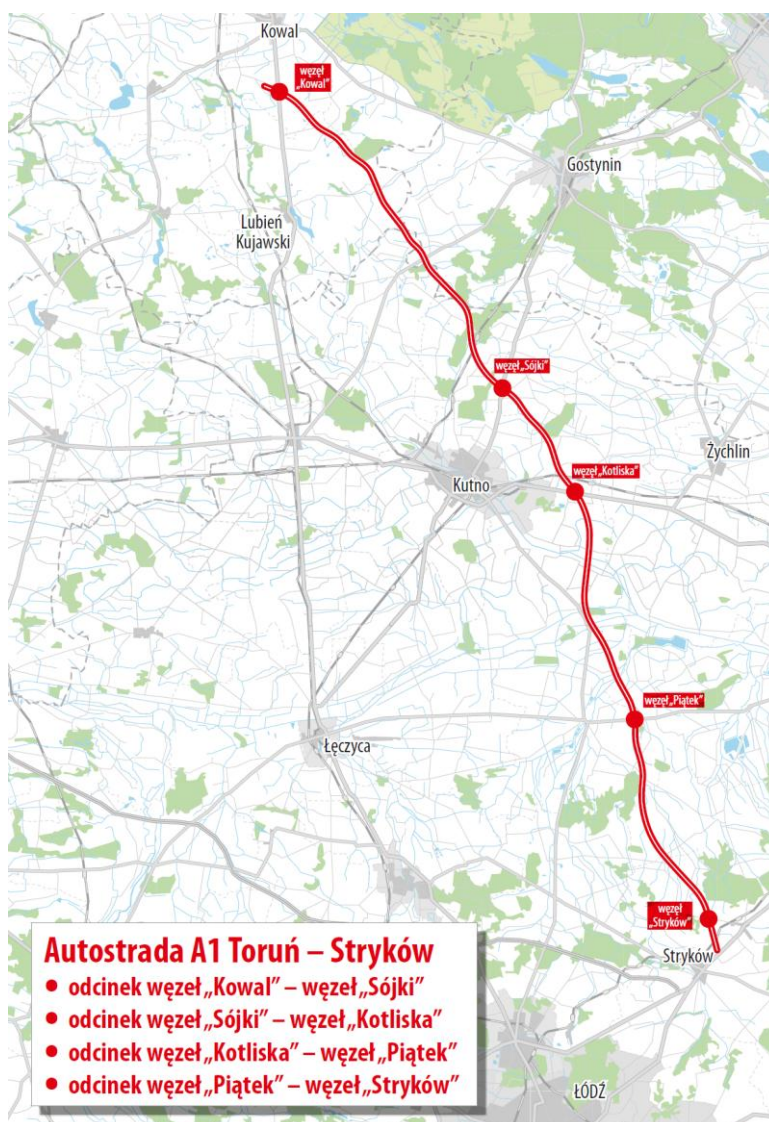 Kowal
węzeł
„Kowal”
Gostynin
Lubień
Kujawski
węzeł„Sójki”
Żychlin
węzeł„Kotliska”
Kutno
węzeł„Piątek”
Łęczyca
węzeł
„Stryków”
Stryków
Autostrada A1 Toruń – Stryków
• odcinek węzeł„Kowal” – węzeł„Sójki”
• odcinek węzeł„Sójki” – węzeł„Kotliska”
• odcinek węzeł„Kotliska” – węzeł„Piątek”
• odcinek węzeł„Piątek” – węzeł„Stryków”
ŁÓDŹ